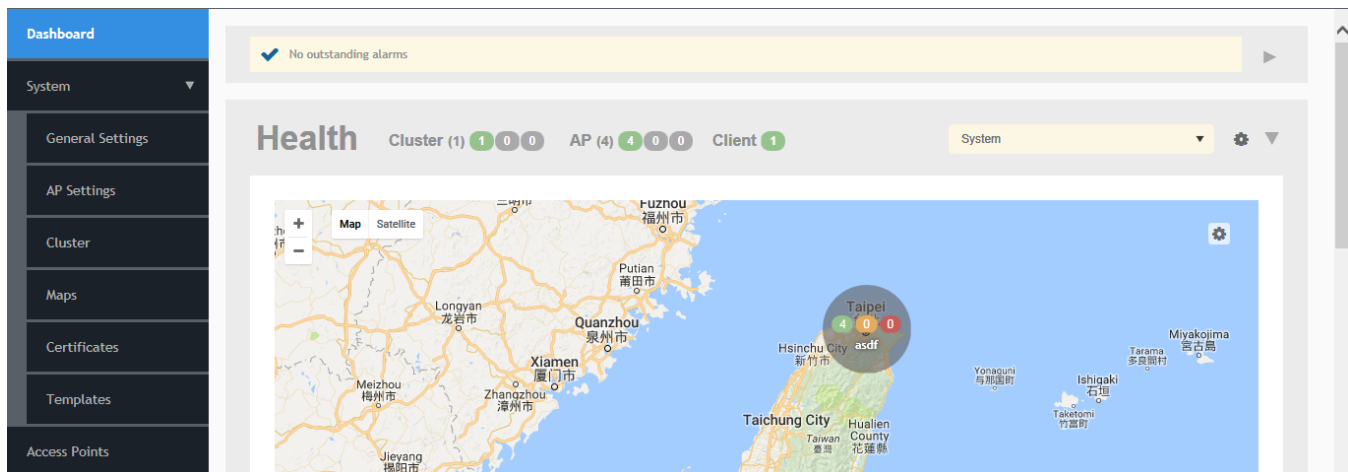 Dashboard
System
General Settings
AP Settings
Cluster
Maps
Certificates
Templates
Access Points
No outstanding alarms
Health
Cluster (1) 1 0 0
AP (4) 4 0 0
Client 1
System
+
−
Map
Satellite
Fuzhou
福州市
Putian
莆田市
Longyan
龙岩市
Quanzhou
泉州市
Xiamen
厦门市
Meizhou
梅州市
Zhangzhou
漳州市
Jieyang
揭阳市
Taipei
4 0 0
asdf
Hsinchu City
新竹市
Taichung City
Hualien
County
花蓮縣
Taiwan
臺灣
Yonaguni
与那国町
Miyakojima
宮古島
Tarama
多良間村
Ishigaki
石垣
Taketomi
竹富町